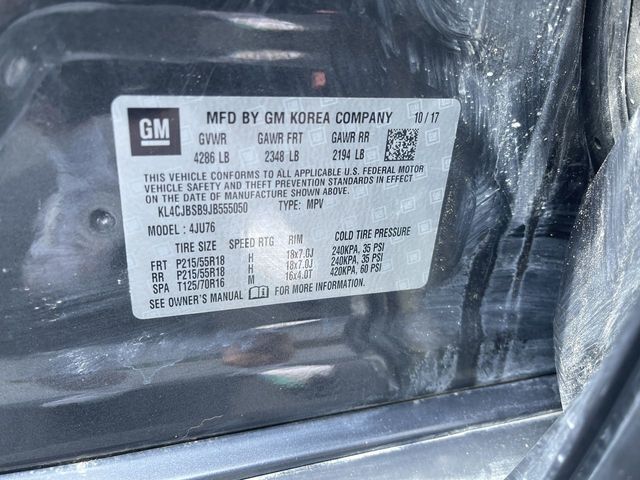 GM
MFD BY GM KOREA COMPANY 10/17
GVWR GAWR FRT GAWR RR
4286 LB 2348 LB 2194 LB
THIS VEHICLE CONFORMS TO ALL APPLICABLE U.S. FEDERAL MOTOR
VEHICLE SAFETY AND THEFT PREVENTION STANDARDS IN EFFECT
ON THE DATE OF MANUFACTURE SHOWN ABOVE.
KL4CJBSB9JB555050 TYPE: MPV
MODEL: 4JU76
TIRE SIZE SPEED RTG RIM COLD TIRE PRESSURE
FRT P215/55R18 H 18x7.0J 240KPA, 35 PSI
RR P215/55R18 H 18x7.0J 240KPA, 35 PSI
SPA T125/70R16 M 16x4.0T 420KPA, 60 PSI
SEE OWNER'S MANUAL FOR MORE INFORMATION.